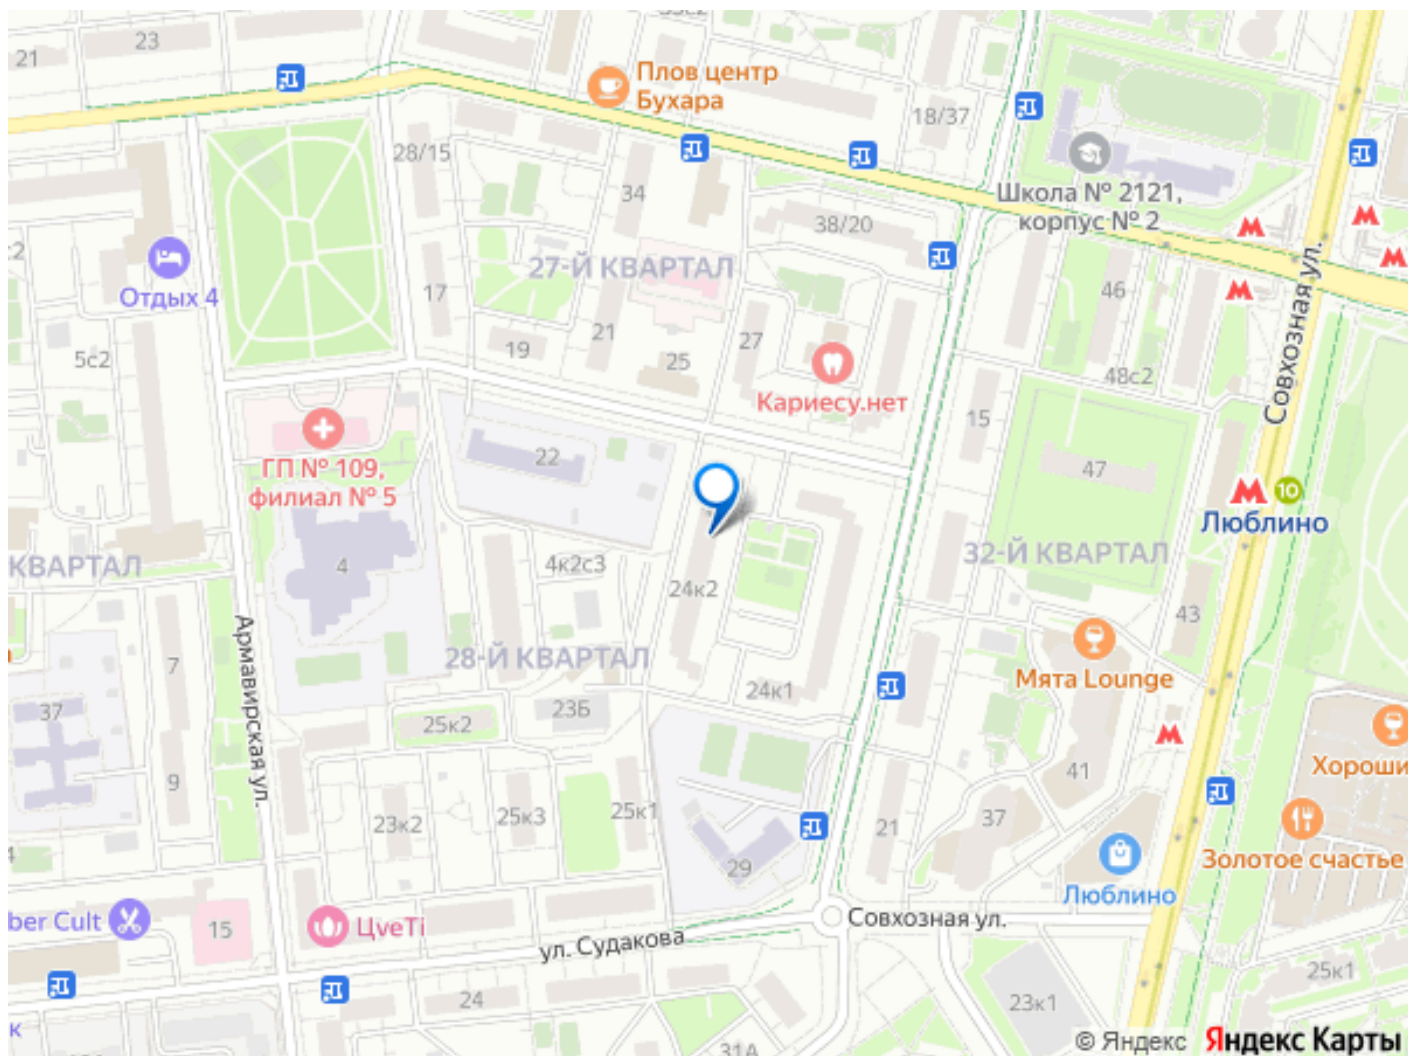 23
21
Плов центр
Бухара
18/37
28/15
34
Школа № 2121,
корпус № 2
38/20
2
27-Й КВАРТАЛ
Отдых 4
17
46
Совхозная ул.
21
27
19
25
5с2
48с2
Кариесу.нет
15
22
47
ГП № 109,
филиал № 5
10
Люблино
КВАРТАЛ
4
4к2с3
32-Й КВАРТАЛ
24к2
43
Армавирская ул.
28-Й КВАРТАЛ
7
Мята Lounge
24к1
37
23Б
25к2
41
Хороши
9
23к2
25к3
25к1
21
37
4
29
Золотое счастье
Люблино
ber Cult
15
ЦveTi
Совхозная ул.
ул. Судакова
25к1
24
23к1
к
31А
© Яндекс
Яндекс Карты